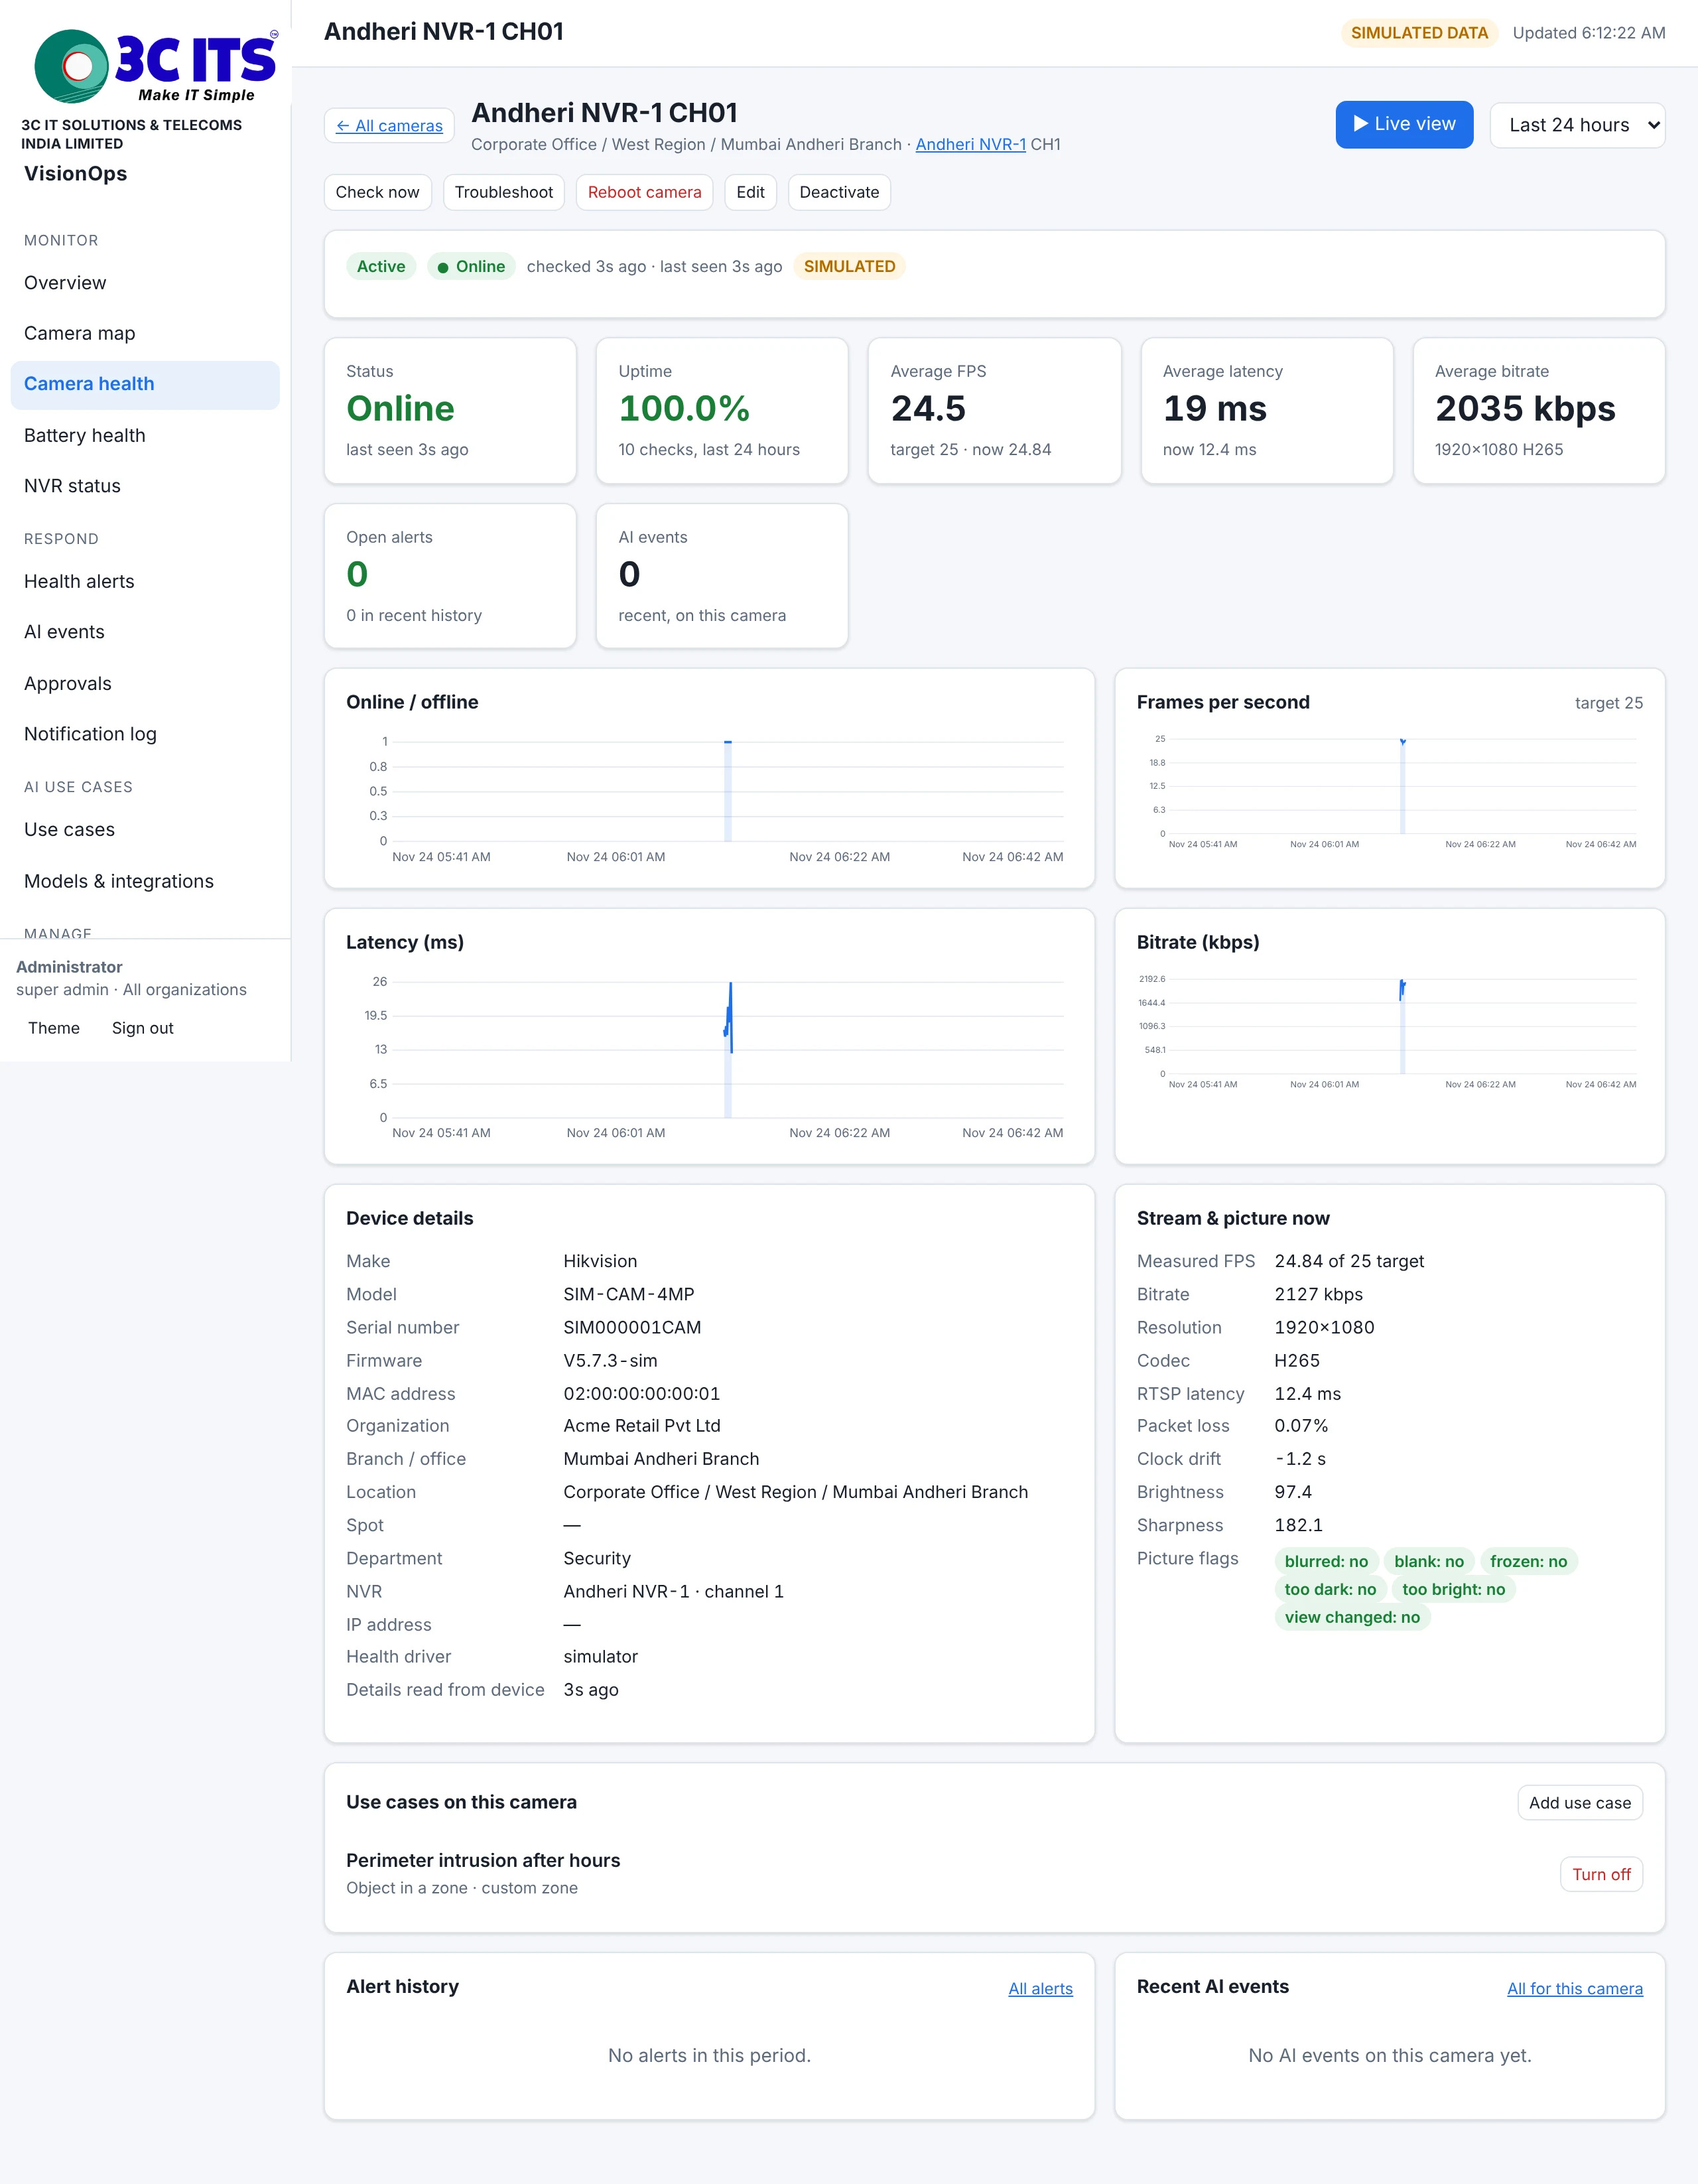 3C ITS
TM
Make IT Simple
3C IT SOLUTIONS & TELECOMS
INDIA LIMITED
VisionOps
MONITOR
Overview
Camera map
Camera health
Battery health
NVR status
RESPOND
Health alerts
AI events
Approvals
Notification log
AI USE CASES
Use cases
Models & integrations
MANAGE
Administrator
super admin · All organizations
Theme Sign out
Andheri NVR-1 CH01
SIMULATED DATA Updated 6:12:22 AM
← All cameras
Andheri NVR-1 CH01
Corporate Office / West Region / Mumbai Andheri Branch · Andheri NVR-1 CH1
▶ Live view
Last 24 hours
Check now Troubleshoot Reboot camera Edit Deactivate
Active ● Online checked 3s ago · last seen 3s ago SIMULATED
Status
Online
last seen 3s ago
Uptime
100.0%
10 checks, last 24 hours
Average FPS
24.5
target 25 · now 24.84
Average latency
19 ms
now 12.4 ms
Average bitrate
2035 kbps
1920×1080 H265
Open alerts
0
0 in recent history
AI events
0
recent, on this camera
Online / offline
1
0.8
0.5
0.3
0
Nov 24 05:41 AM Nov 24 06:01 AM Nov 24 06:22 AM Nov 24 06:42 AM
Frames per second target 25
25
18.8
12.5
6.3
0
Nov 24 05:41 AM Nov 24 06:01 AM Nov 24 06:22 AM Nov 24 06:42 AM
Latency (ms)
26
19.5
13
6.5
0
Nov 24 05:41 AM Nov 24 06:01 AM Nov 24 06:22 AM Nov 24 06:42 AM
Bitrate (kbps)
2192.6
1644.4
1096.3
548.1
0
Nov 24 05:41 AM Nov 24 06:01 AM Nov 24 06:22 AM Nov 24 06:42 AM
Device details
Make Hikvision
Model SIM-CAM-4MP
Serial number SIM000001CAM
Firmware V5.7.3-sim
MAC address 02:00:00:00:00:01
Organization Acme Retail Pvt Ltd
Branch / office Mumbai Andheri Branch
Location Corporate Office / West Region / Mumbai Andheri Branch
Spot —
Department Security
NVR Andheri NVR-1 · channel 1
IP address —
Health driver simulator
Details read from device 3s ago
Stream & picture now
Measured FPS 24.84 of 25 target
Bitrate 2127 kbps
Resolution 1920×1080
Codec H265
RTSP latency 12.4 ms
Packet loss 0.07%
Clock drift -1.2 s
Brightness 97.4
Sharpness 182.1
Picture flags blurred: no blank: no frozen: no
too dark: no too bright: no
view changed: no
Use cases on this camera Add use case
Perimeter intrusion after hours
Object in a zone · custom zone
Turn off
Alert history All alerts
No alerts in this period.
Recent AI events All for this camera
No AI events on this camera yet.